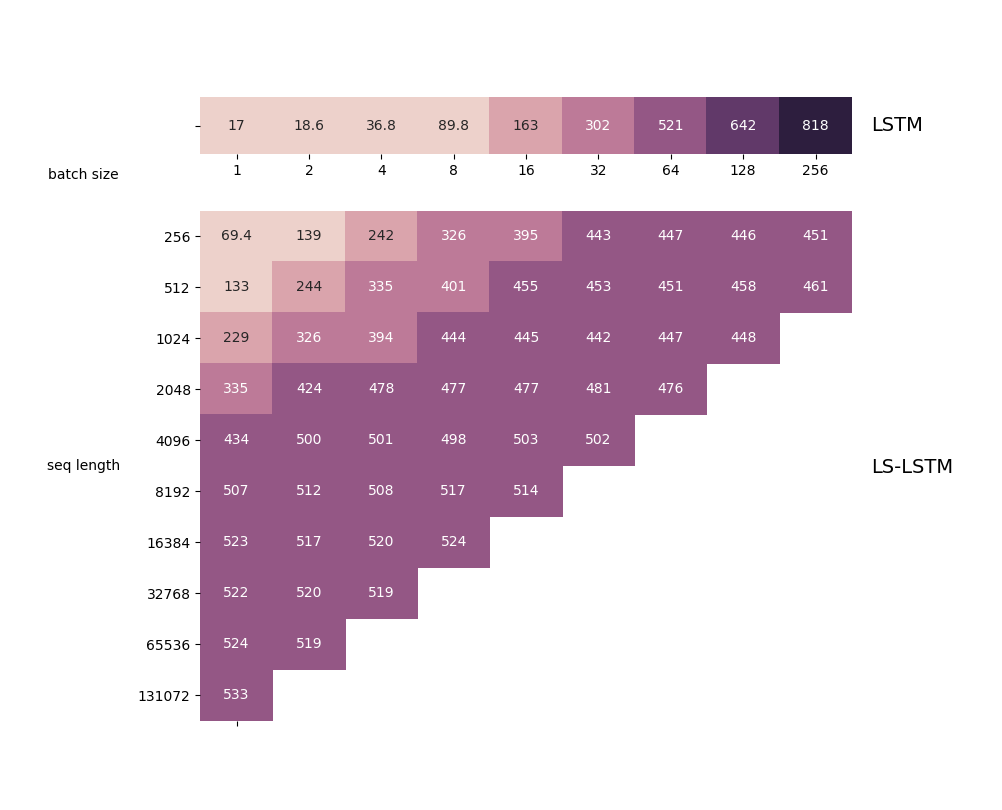 17 18.6 36.8 89.8 163 302 521 642 818 LSTM
1 2 4 8 16 32 64 128 256
batch size
256 69.4 139 242 326 395 443 447 446 451
512 133 244 335 401 455 453 451 458 461
1024 229 326 394 444 445 442 447 448
2048 335 424 478 477 477 481 476
4096 434 500 501 498 503 502
seq length LS-LSTM
8192 507 512 508 517 514
16384 523 517 520 524
32768 522 520 519
65536 524 519
131072 533